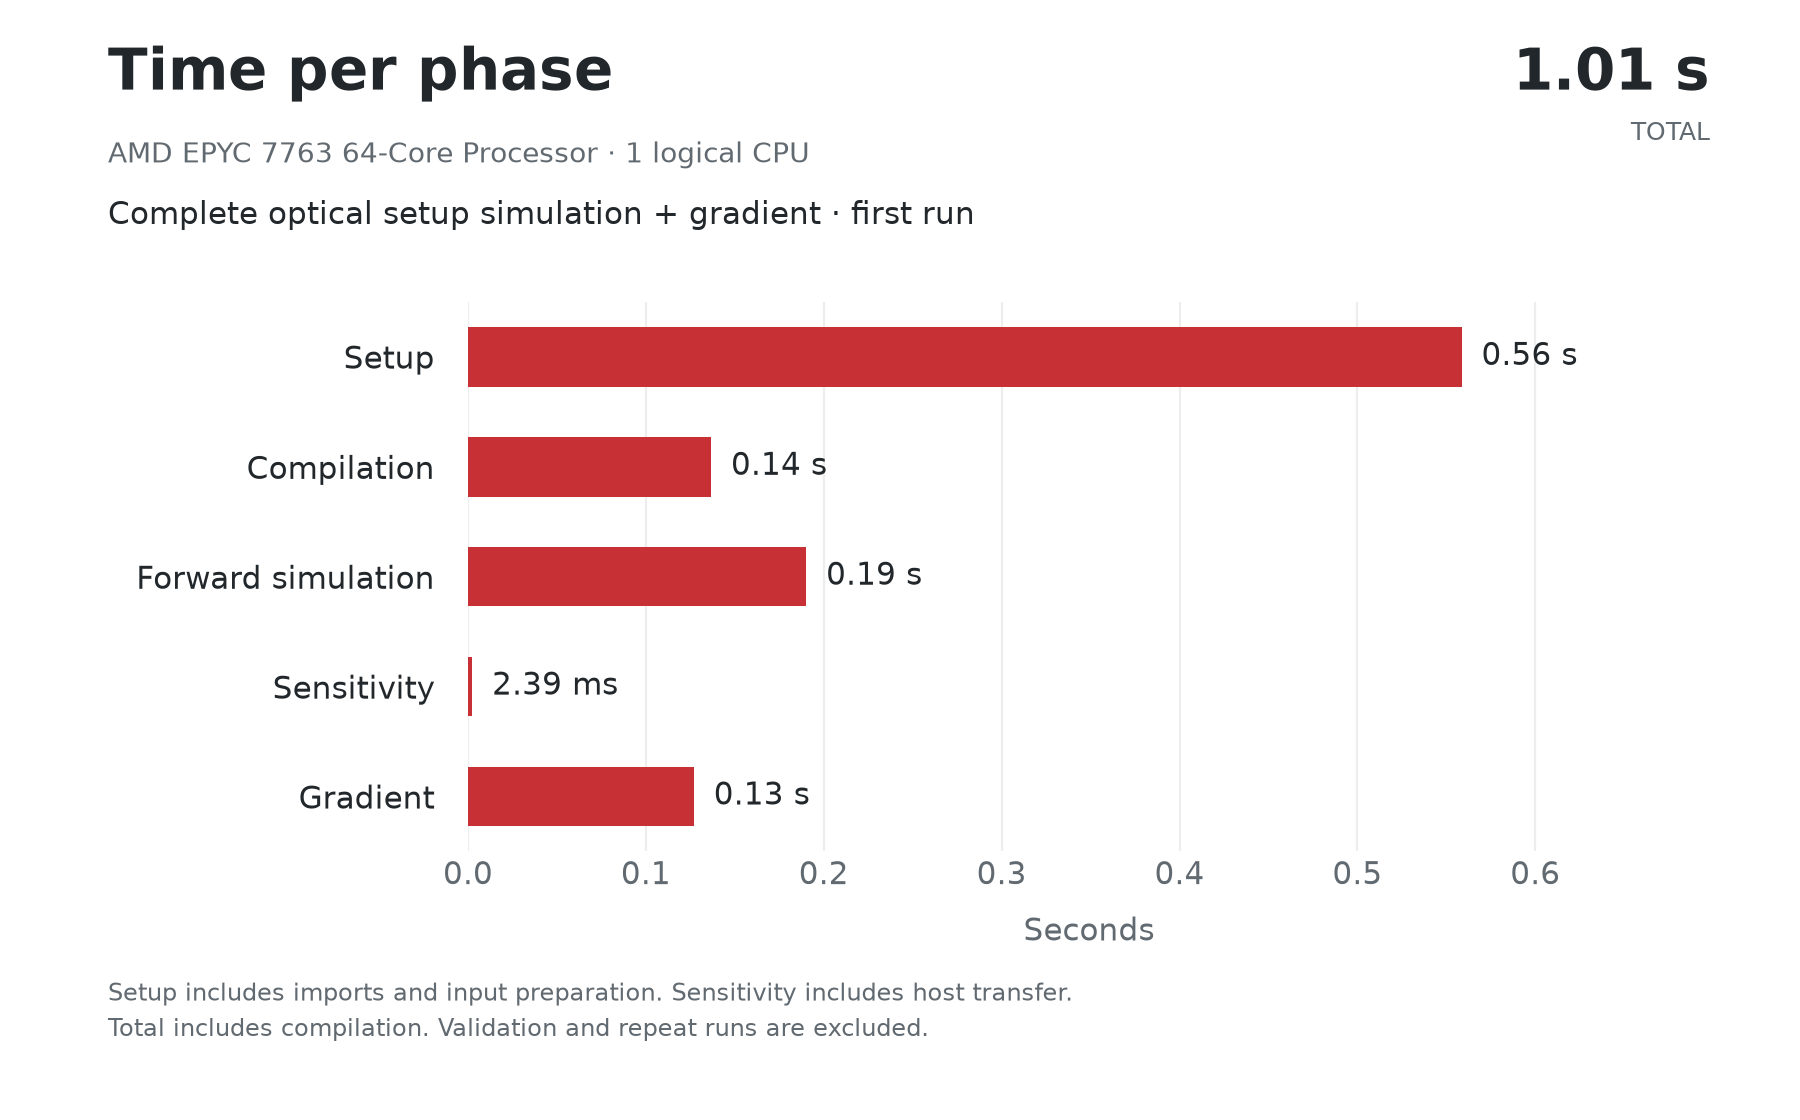 Time per phase
1.01 s
TOTAL
AMD EPYC 7763 64-Core Processor · 1 logical CPU
Complete optical setup simulation + gradient · first run
Setup
0.56 s
Compilation
0.14 s
Forward simulation
0.19 s
Sensitivity
2.39 ms
Gradient
0.13 s
0.0 0.1 0.2 0.3 0.4 0.5 0.6
Seconds
Setup includes imports and input preparation. Sensitivity includes host transfer.
Total includes compilation. Validation and repeat runs are excluded.